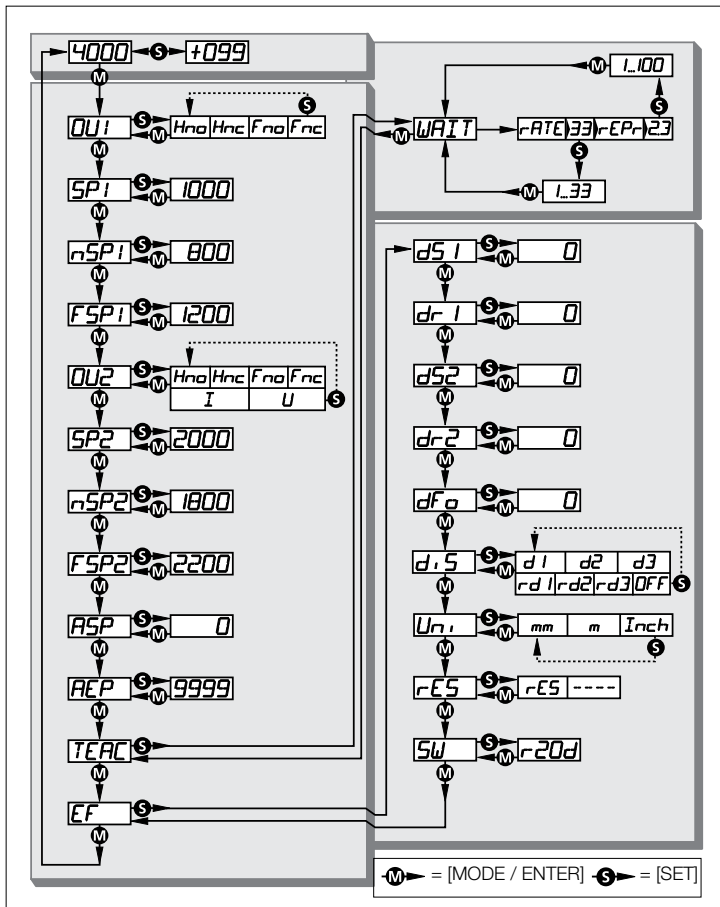 4000 S +099
M
OU1 S M Hno Hnc Fno Fnc S
M
SP1 S M 1000
M
nSP1 S M 800
M
FSP1 S M 1200
M
OU2 S M Hno Hnc Fno Fnc
I U S
M
SP2 S M 2000
M
nSP2 S M 1800
M
FSP2 S M 2200
M
ASP S M 0
M
AEP S M 9999
M
TEAC S
M
EF S
M
M 1...100
S
M WAIT rATE 33 rEPr 2.3
S
M 1...33
dS1 S M 0
M
dr1 S M 0
M
dS2 S M 0
M
dr2 S M 0
M
dFo S M 0
M
diS S M d1 d2 d3
rd1 rd2 rd3 OFF S
M
Uni S M mm m Inch
S
M
rES S M rES ----
M
SW S M r20d
M
M = [MODE / ENTER] S = [SET]